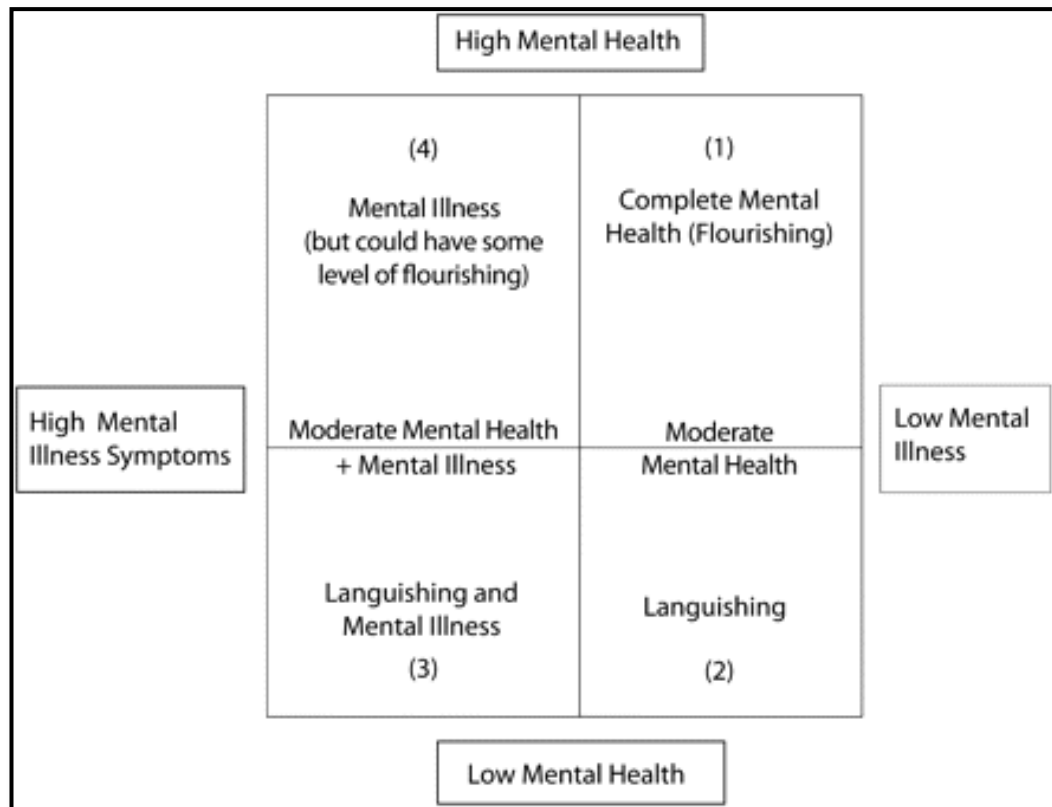 High Mental Health
(4)
Mental Illness
(but could have some
level of flourishing)
(1)
Complete Mental
Health (Flourishing)
High Mental
Illness Symptoms
Moderate Mental Health
+ Mental Illness
Moderate
Mental Health
Low Mental
Illness
Languishing and
Mental Illness
(3)
Languishing
(2)
Low Mental Health